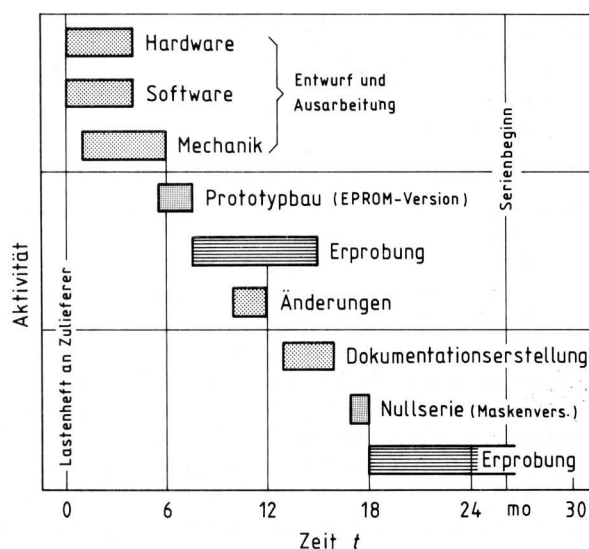 Hardware
Software
Entwurf und
Ausarbeitung
Mechanik
Prototypbau (EPROM-Version)
Erprobung
Änderungen
Dokumentationserstellung
Nullserie (Maskenvers.)
Erprobung
Aktivität
Lastenheft an Zulieferer
Serienbeginn
0 6 12 18 24 mo 30
Zeit t